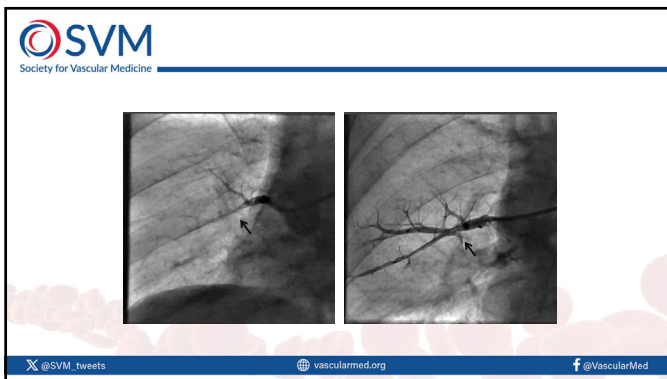 SVM
Society for Vascular Medicine
@SVM_tweets
vascularmed.org
@VascularMed